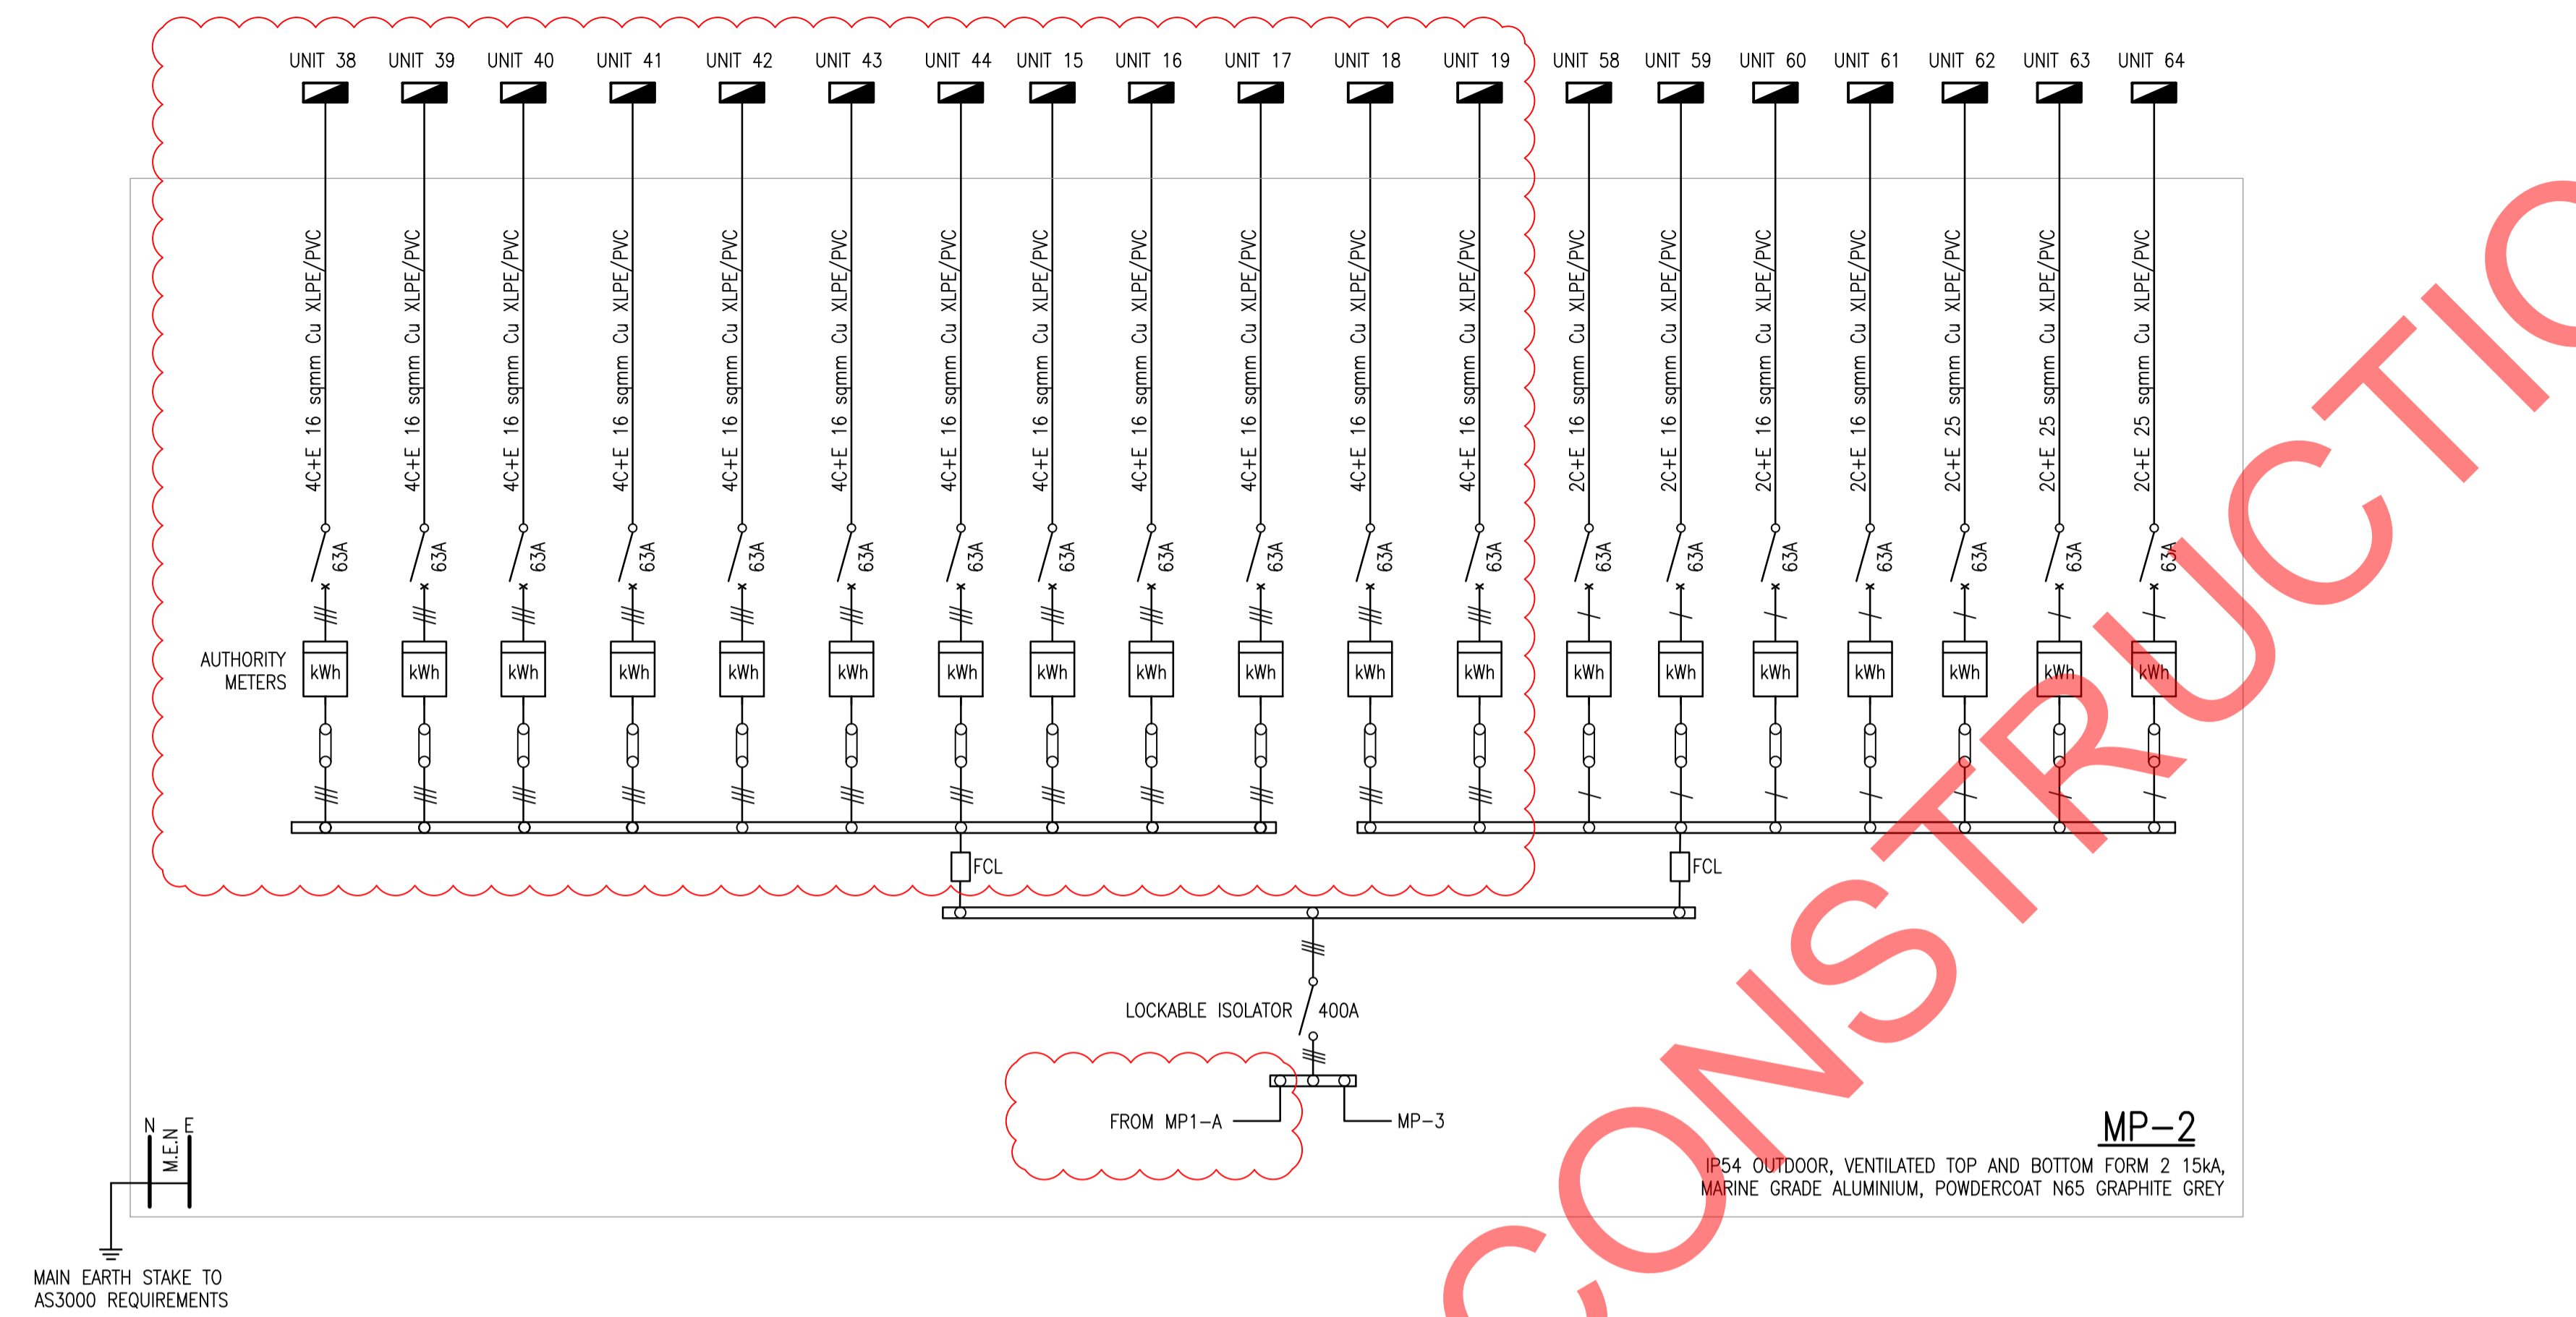 UNIT 38 UNIT 39 UNIT 40 UNIT 41 UNIT 42 UNIT 43 UNIT 44 UNIT 15 UNIT 16 UNIT 17 UNIT 18 UNIT 19 UNIT 58 UNIT 59 UNIT 60 UNIT 61 UNIT 62 UNIT 63 UNIT 64
4C+E 16 sqmm Cu XLPE/PVC
4C+E 16 sqmm Cu XLPE/PVC
4C+E 16 sqmm Cu XLPE/PVC
4C+E 16 sqmm Cu XLPE/PVC
4C+E 16 sqmm Cu XLPE/PVC
4C+E 16 sqmm Cu XLPE/PVC
4C+E 16 sqmm Cu XLPE/PVC
4C+E 16 sqmm Cu XLPE/PVC
4C+E 16 sqmm Cu XLPE/PVC
4C+E 16 sqmm Cu XLPE/PVC
4C+E 16 sqmm Cu XLPE/PVC
4C+E 16 sqmm Cu XLPE/PVC
2C+E 16 sqmm Cu XLPE/PVC
2C+E 16 sqmm Cu XLPE/PVC
2C+E 16 sqmm Cu XLPE/PVC
2C+E 16 sqmm Cu XLPE/PVC
2C+E 25 sqmm Cu XLPE/PVC
2C+E 25 sqmm Cu XLPE/PVC
2C+E 25 sqmm Cu XLPE/PVC
63A 63A 63A 63A 63A 63A 63A 63A 63A 63A 63A 63A 63A 63A 63A 63A 63A 63A 63A
AUTHORITY
METERS
kWh kWh kWh kWh kWh kWh kWh kWh kWh kWh kWh kWh kWh kWh kWh kWh kWh kWh kWh
FCL FCL
LOCKABLE ISOLATOR 400A
FROM MP1-A MP-3
N M.E.N E
MP-2
IP54 OUTDOOR, VENTILATED TOP AND BOTTOM FORM 2 15kA,
MARINE GRADE ALUMINIUM, POWDERCOAT N65 GRAPHITE GREY
MAIN EARTH STAKE TO
AS3000 REQUIREMENTS
CONSTRUCTIO